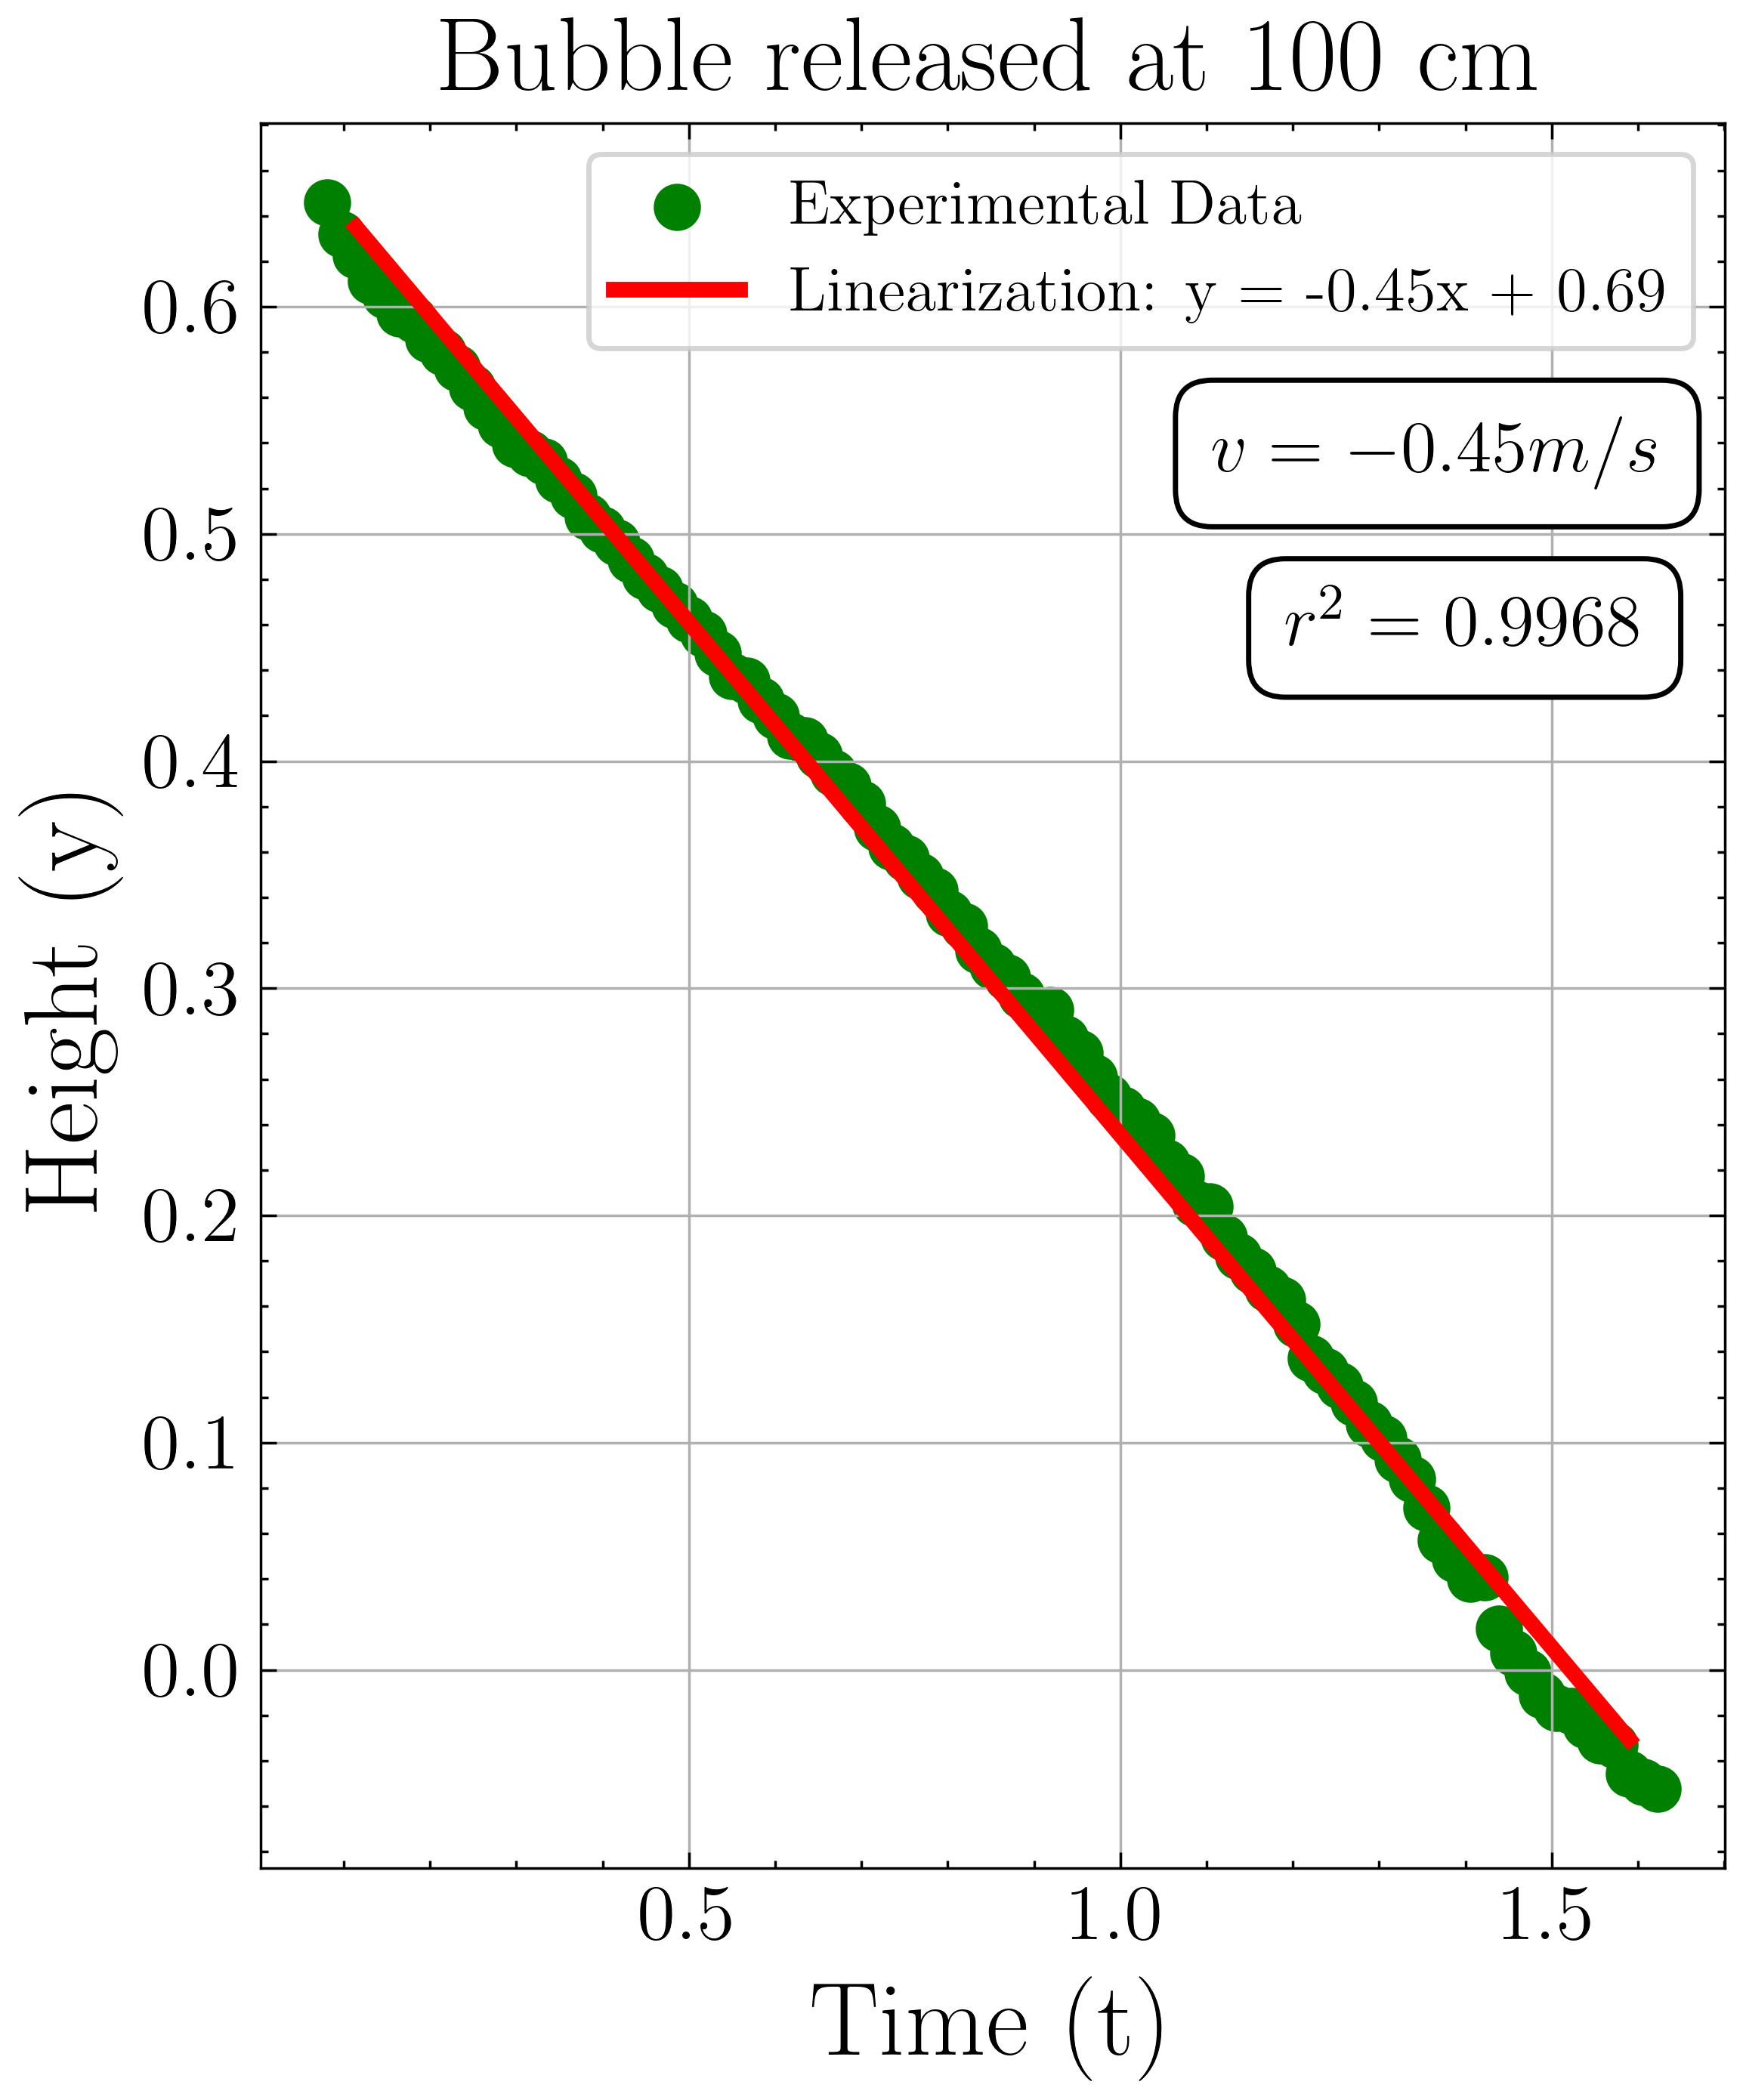 Bubble released at 100 cm
Experimental Data
Linearization: y = -0.45x + 0.69
v = −0.45m/s
r² = 0.9968
Height (y)
0.6
0.5
0.4
0.3
0.2
0.1
0.0
0.5 1.0 1.5
Time (t)